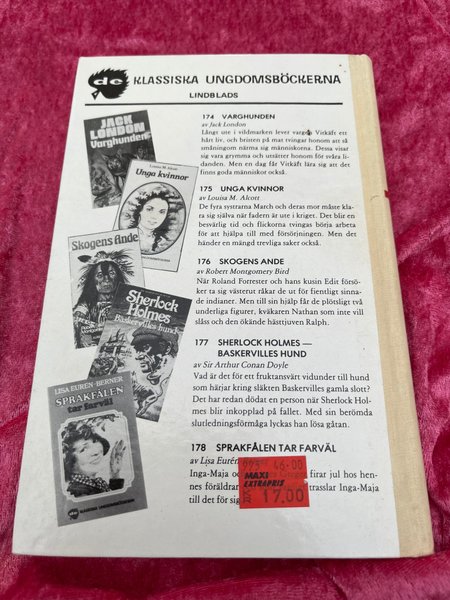 de KLASSISKA UNGDOMSBÖCKERNA
LINDBLADS
JACK
LONDON
Varghunden
Louisa M. Alcott
Unga kvinnor
Skogens Ande
Sherlock
Holmes
Baskervilles hund
LISA EURÉN-BERNER
SPRAKFÅLEN
tar farväl
174 VARGHUNDEN
av Jack London
Långt ute i vildmarken lever vargen Vitkäft ett
hårt liv, och bristen på mat tvingar honom att så
småningom närma sig människorna. Dessa visar
sig vara grymma och utsätter honom för svåra li-
danden. Men en dag får Vitkäft lära sig att det
finns goda människor också.
175 UNGA KVINNOR
av Louisa M. Alcott
De fyra systrarna March och deras mor måste kla-
ra sig själva när fadern är ute i kriget. Det blir en
besvärlig tid och flickorna tvingas börja arbeta
för att hjälpa till med försörjningen. Men det
händer en mängd trevliga saker också.
176 SKOGENS ANDE
av Robert Montgomery Bird
När Roland Forrester och hans kusin Edit försö-
ker ta sig västerut råkar de ut för fientligt sinna-
de indianer. Men till sin hjälp får de plötsligt två
underliga figurer, kväkaren Nathan som inte vill
slåss och den ökände hästtjuven Ralph.
177 SHERLOCK HOLMES —
BASKERVILLES HUND
av Sir Arthur Conan Doyle
Vad är det för ett fruktansvärt vidunder till hund
som härjar kring släkten Baskervilles gamla slott?
Det har redan dödat en person när Sherlock Hol-
mes blir inkopplad på fallet. Med sin berömda
slutledningsförmåga lyckas han lösa gåtan.
178 SPRAKFÅLEN TAR FARVÄL
av Lisa Eurén
Inga-Maja firar jul hos hen-
nes föräldrar trasslar Inga-Maja
till det för sig
46-00
MAXI
EXTRAPRIS
17.00